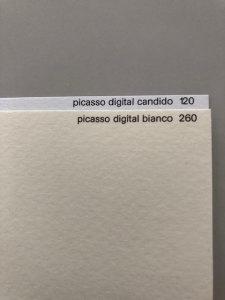 picasso digital candido 120
picasso digital bianco 260